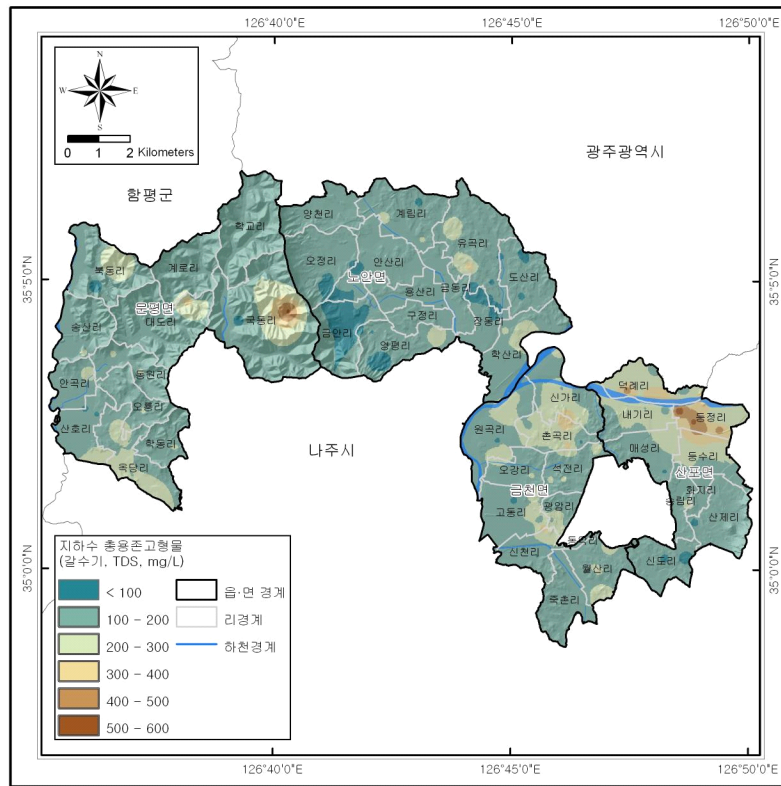 126°40'0"E
126°45'0"E
126°50'0"E
N
W
E
S
0 1 2 Kilometers
광주광역시
함평군
학교리
양천리
계림리
유곡리
북동리
계로리
오정리
안산리
도산리
35°5'0"N
35°5'0"N
노안면
용산리
금동리
문평면
대도리
송산리
국동리
금안리
구정리
장동리
양평리
학산리
안곡리
동원리
덕례리
오룡리
신가리
내기리
등정리
산호리
학동리
원곡리
촌곡리
매성리
나주시
등수리
옥당리
오강리
석전리
산포면
금천면
화지리
고동리
광암리
산제리
신천리
신도리
월산리
죽촌리
35°0'0"N
35°0'0"N
지하수 총용존고형물
(갈수기, TDS, mg/L)
< 100
100 - 200
200 - 300
300 - 400
400 - 500
500 - 600
읍·면 경계
리경계
하천경계
126°40'0"E
126°45'0"E
126°50'0"E